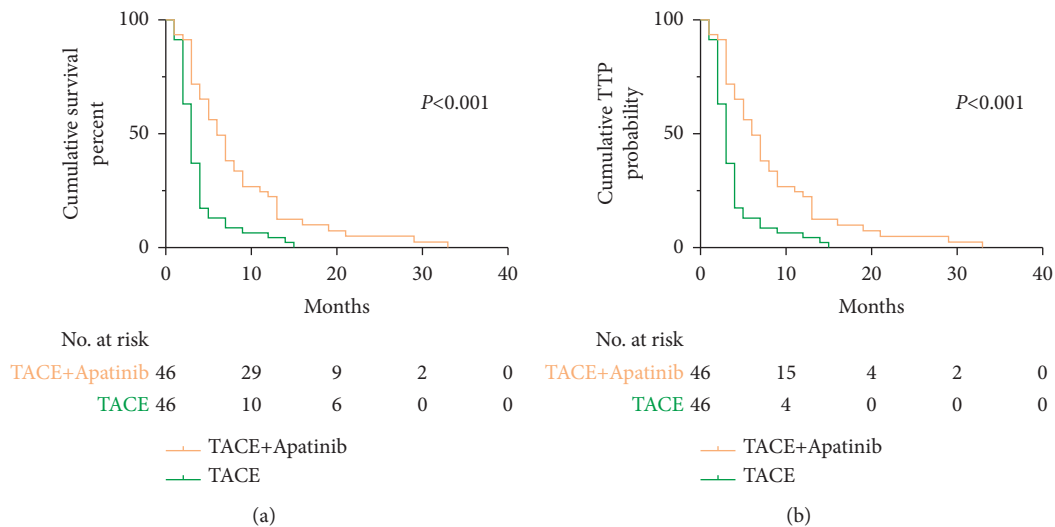 100
50
0
Cumulative survival
percent
P<0.001
0 10 20 30 40
Months
No. at risk
TACE+Apatinib 46 29 9 2 0
TACE 46 10 6 0 0
TACE+Apatinib
TACE
(a)
100
50
0
Cumulative TTP
probability
P<0.001
0 10 20 30 40
Months
No. at risk
TACE+Apatinib 46 15 4 2 0
TACE 46 4 0 0 0
TACE+Apatinib
TACE
(b)